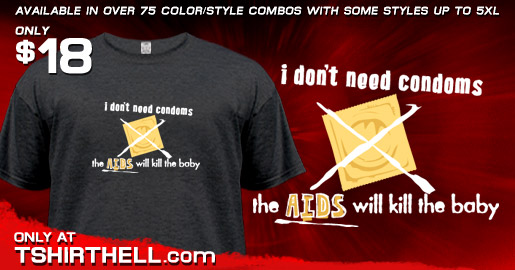 AVAILABLE IN OVER 75 COLOR/STYLE COMBOS WITH SOME STYLES UP TO 5XL
ONLY
$18
i don't need condoms
the AIDS will kill the baby
i don't need condoms
the AIDS will kill the baby
ONLY AT
TSHIRTHELL.com